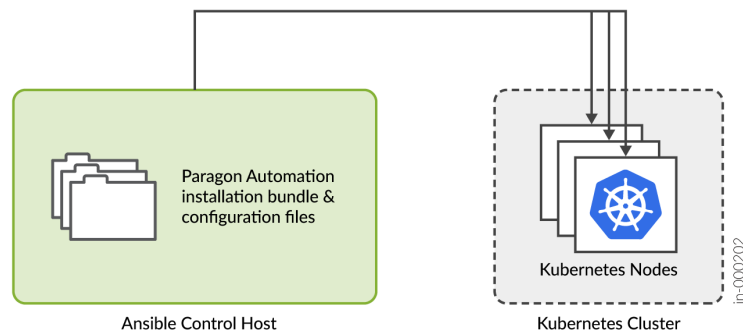 Paragon Automation
installation bundle &
configuration files
Kubernetes Nodes
Ansible Control Host
Kubernetes Cluster
jn-000202